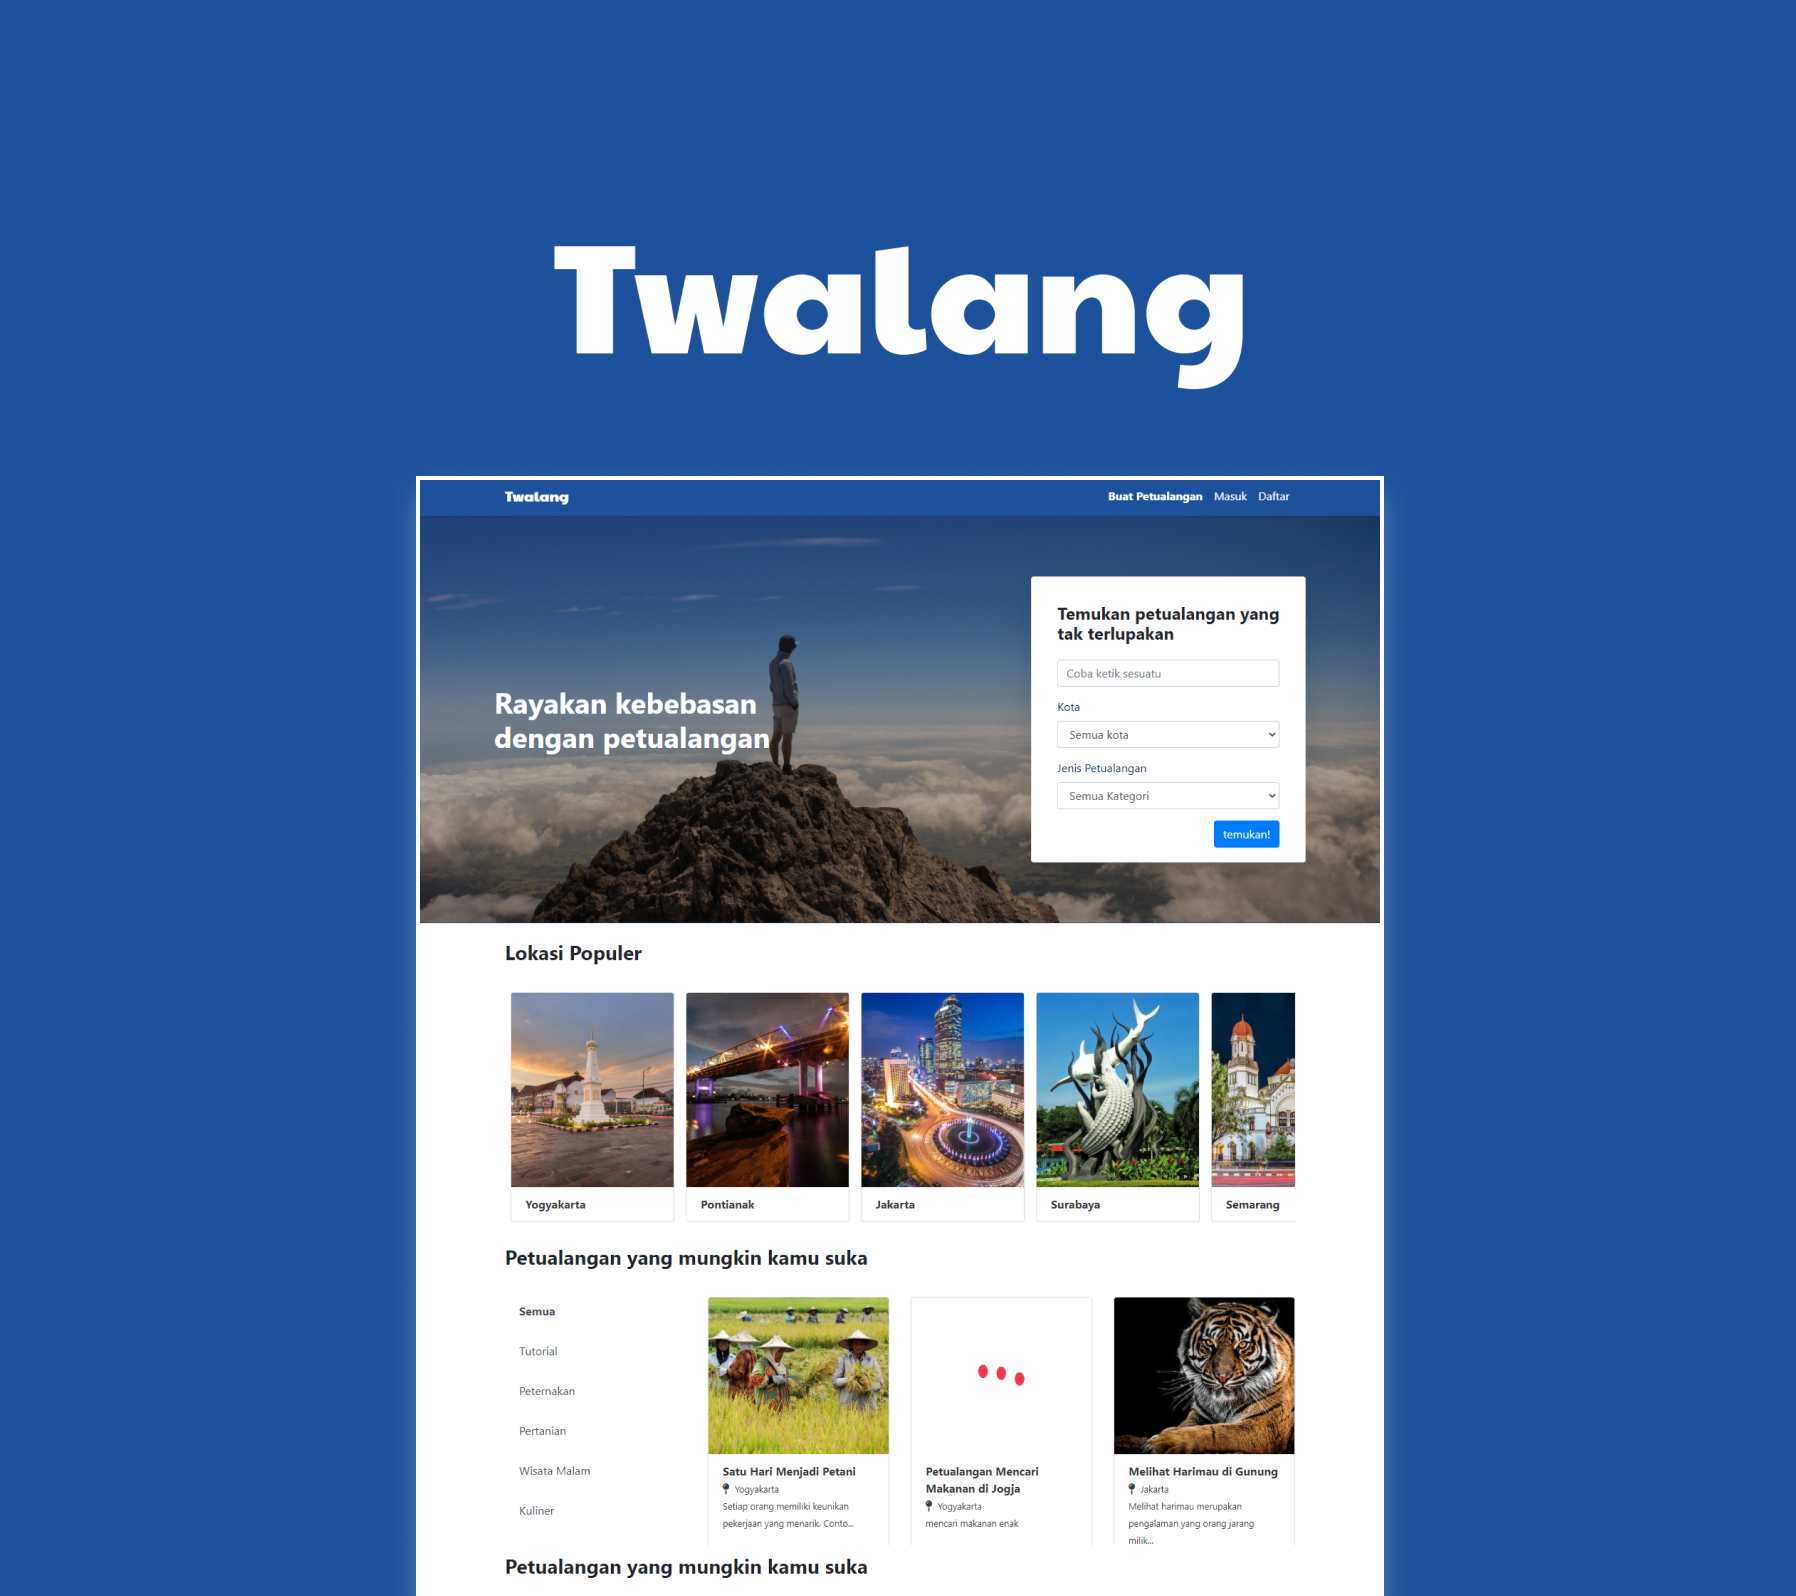 Twalang
Twalang
Buat Petualangan Masuk Daftar
Rayakan kebebasan
dengan petualangan
Temukan petualangan yang
tak terlupakan
Coba ketik sesuatu
Kota
Semua kota
Jenis Petualangan
Semua Kategori
temukan!
Lokasi Populer
Yogyakarta
Pontianak
Jakarta
Surabaya
Semarang
Petualangan yang mungkin kamu suka
Semua
Tutorial
Peternakan
Pertanian
Wisata Malam
Kuliner
Satu Hari Menjadi Petani
Yogyakarta
Setiap orang memiliki keunikan
pekerjaan yang menarik. Conto...
Petualangan Mencari
Makanan di Jogja
Yogyakarta
mencari makanan enak
Melihat Harimau di Gunung
Jakarta
Melihat harimau merupakan
pengalaman yang orang jarang
milik...
Petualangan yang mungkin kamu suka